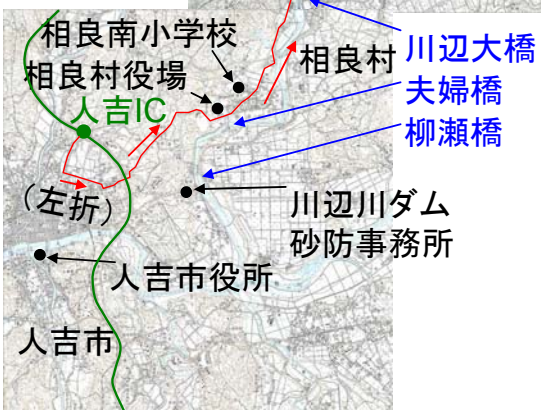 相良南小学校
相良村役場
人吉IC
相良村
川辺大橋
夫婦橋
柳瀬橋
(左折)
川辺川ダム
砂防事務所
人吉市役所
人吉市